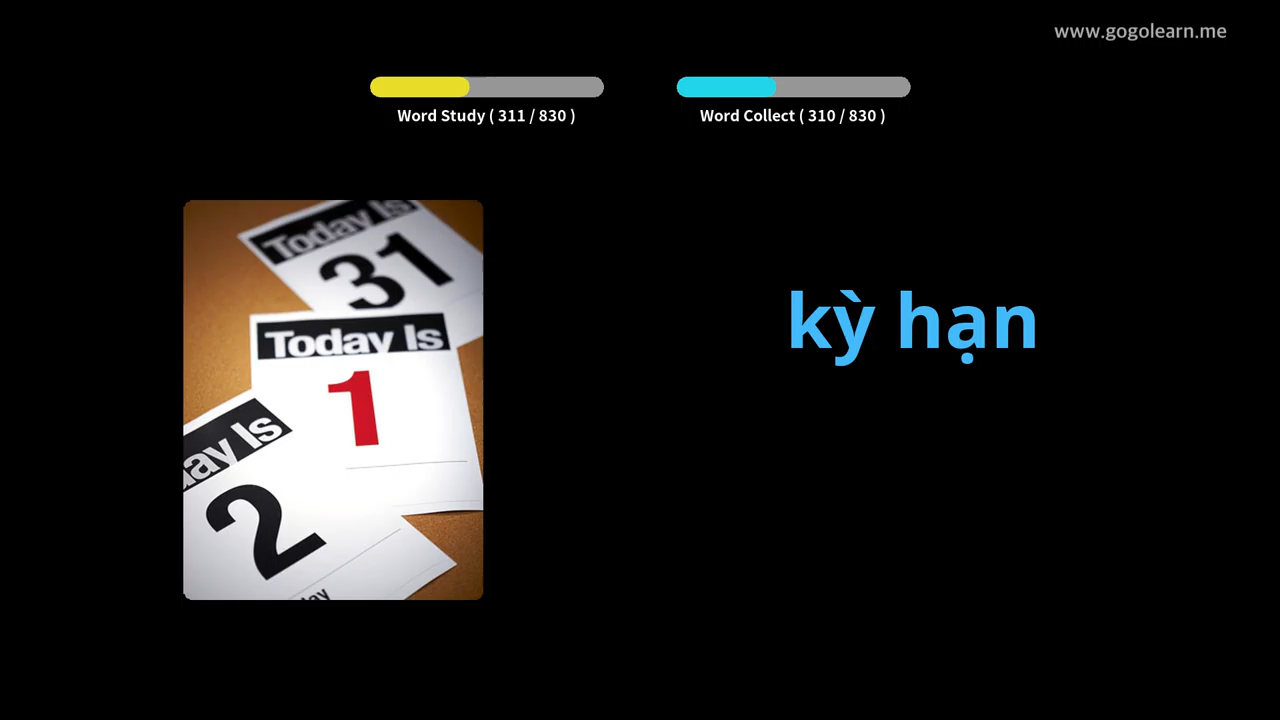 www.gogolearn.me
Word Study ( 311 / 830 )
Word Collect ( 310 / 830 )
Today Is
31
Today Is
1
ay Is
2
kỳ hạn